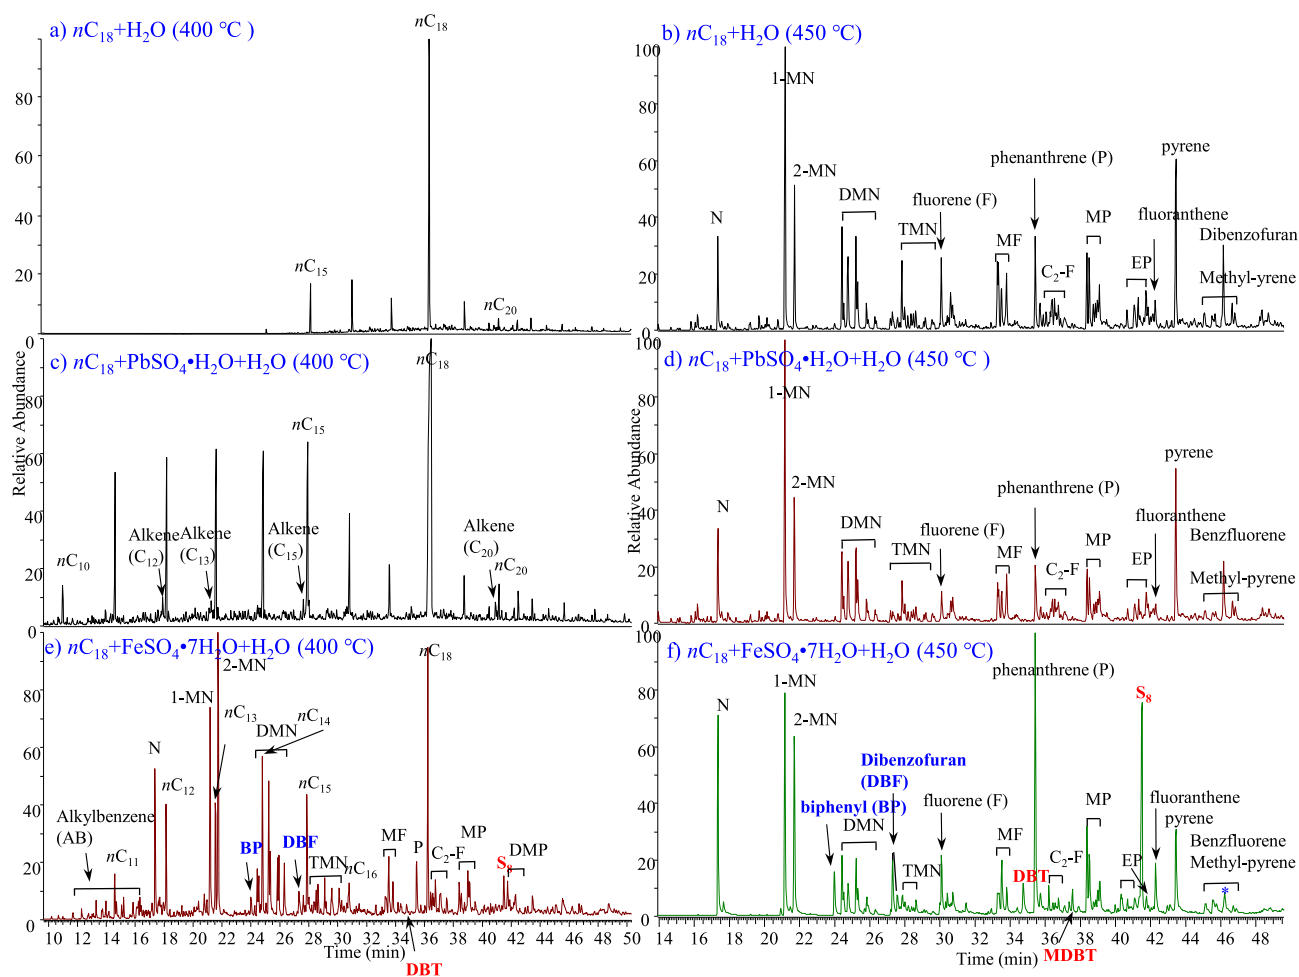 a) nC18+H2O (400 °C )
nC18
100
80
60
40
20
0
nC15
nC20
b) nC18+H2O (450 °C)
100
80
60
40
20
0
1-MN
2-MN
N
DMN
TMN
fluorene (F)
phenanthrene (P)
MF
C2-F
MP
EP
fluoranthene
pyrene
Dibenzofuran
Methyl-yrene
Relative Abundance
c) nC18+PbSO4•H2O+H2O (400 °C)
nC18
80
60
40
20
0
nC10
Alkene
(C12)
Alkene
(C13)
Alkene
(C15)
nC15
Alkene
(C20)
nC20
Relative Abundance
d) nC18+PbSO4•H2O+H2O (450 °C )
100
80
60
40
20
0
1-MN
2-MN
N
DMN
TMN
fluorene (F)
phenanthrene (P)
MF
C2-F
MP
EP
fluoranthene
pyrene
Benzfluorene
Methyl-pyrene
e) nC18+FeSO4•7H2O+H2O (400 °C)
2-MN
nC18
80
60
40
20
0
1-MN
nC13
nC14
DMN
N
nC12
nC15
Alkylbenzene
(AB)
nC11
BP
DBF
TMN
nC16
MF
P
C2-F
MP
S8
DMP
10 12 14 16 18 20 22 24 26 28 30 32 34 36 38 40 42 44 46 48 50
Time (min)
DBT
f) nC18+FeSO4•7H2O+H2O (450 °C)
100
80
60
40
20
0
phenanthrene (P)
1-MN
N
2-MN
S8
Dibenzofuran
(DBF)
biphenyl (BP)
DMN
TMN
fluorene (F)
MF
DBT
C2-F
MP
EP
fluoranthene
pyrene
Benzfluorene
Methyl-pyrene
*
14 16 18 20 22 24 26 28 30 32 34 36 38 40 42 44 46 48
Time (min)
MDBT